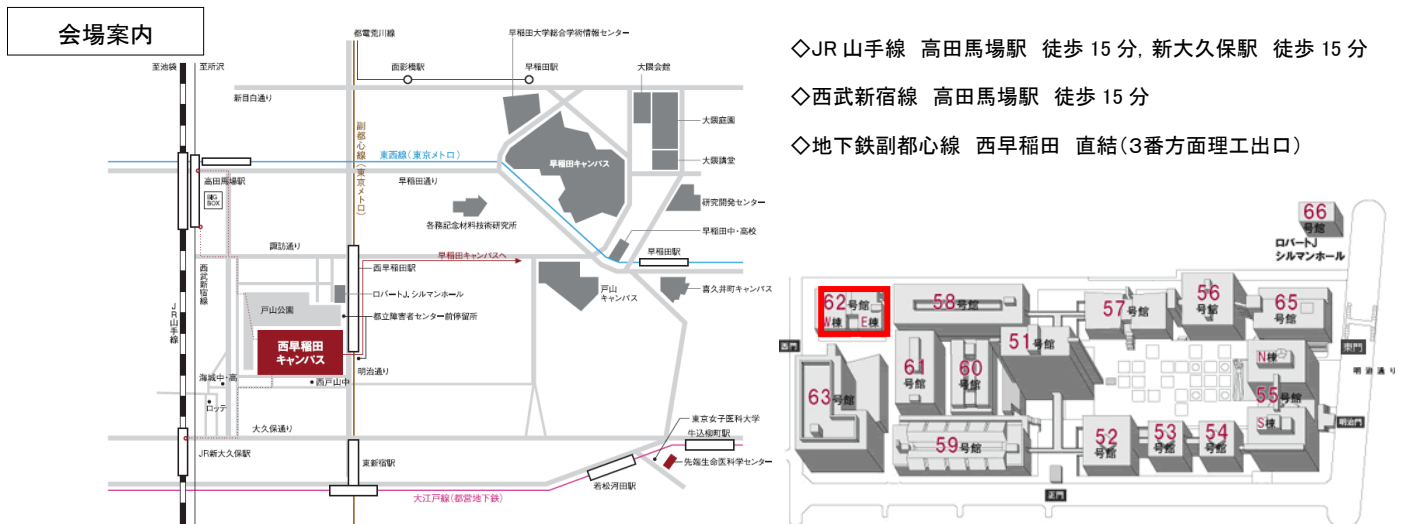 会場案内
◇JR山手線 高田馬場駅 徒歩15分, 新大久保駅 徒歩15分
◇西武新宿線 高田馬場駅 徒歩15分
◇地下鉄副都心線 西早稲田 直結(3番方面理工出口)
至池袋
至所沢
都電荒川線
早稲田大学総合学術情報センター
面影橋駅
早稲田駅
大隈会館
新目白通り
大隈庭園
副都心線(東京メトロ)
東西線(東京メトロ)
早稲田キャンパス
大隈講堂
高田馬場駅
早稲田通り
BIG
BOX
研究開発センター
各務記念材料技術研究所
早稲田中・高校
諏訪通り
早稲田キャンパスへ
早稲田駅
西武新宿線
西早稲田駅
戸山
キャンパス
喜久井町キャンパス
ロバートJ.シルマンホール
戸山公園
都立障害者センター前停留所
JR山手線
西早稲田
キャンパス
明治通り
海城中・高
西戸山中
ロッテ
大久保通り
東京女子医科大学
牛込柳町駅
JR新大久保駅
東新宿駅
先端生命医科学センター
若松河田駅
大江戸線(都営地下鉄)
66
号館
ロバートJ
シルマンホール
62号館
W棟 E棟
58号館
57号館
56
号館
65
号館
51号館
西門
61
号館
60
号館
N棟
東門
明治通り
63号館
55号館
S棟
明治門
59号館
52
号館
53
号館
54
号館
正門